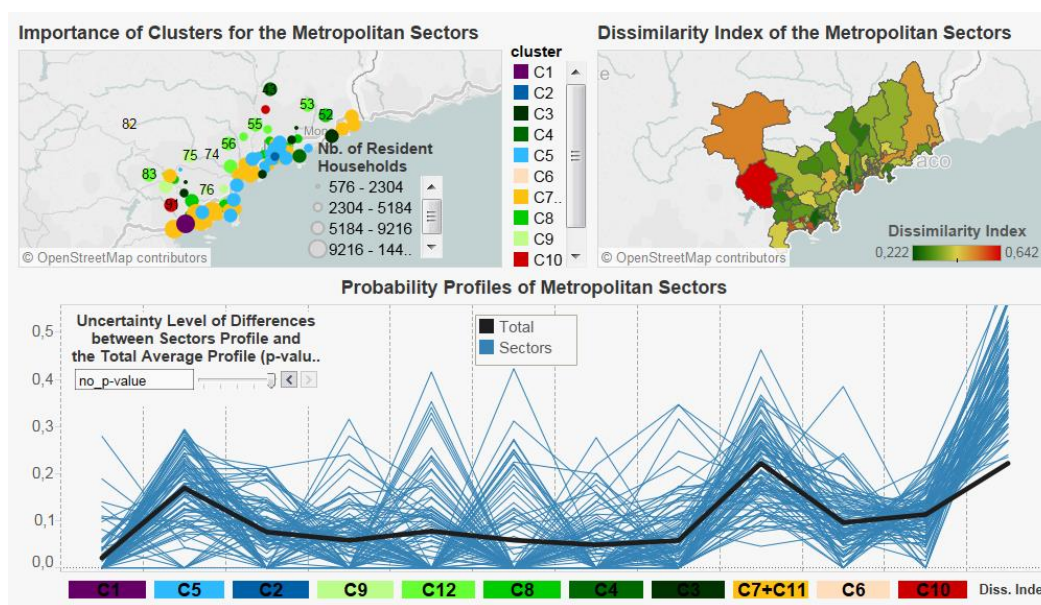 Importance of Clusters for the Metropolitan Sectors
Dissimilarity Index of the Metropolitan Sectors
cluster
C1
C2
C3
C4
C5
C6
C7..
C8
C9
C10
43
53
52
82
55
56
75
74
83
76
91
Nb. of Resident
Households
576 - 2304
2304 - 5184
5184 - 9216
9216 - 144..
© OpenStreetMap contributors
e
aco
Dissimilarity Index
0,222
0,642
© OpenStreetMap contributors
Probability Profiles of Metropolitan Sectors
Uncertainty Level of Differences
between Sectors Profile and
the Total Average Profile (p-valu..
no_p-value
Total
Sectors
0,5
0,4
0,3
0,2
0,1
0,0
C1
C5
C2
C9
C12
C8
C4
C3
C7+C11
C6
C10
Diss. Inde